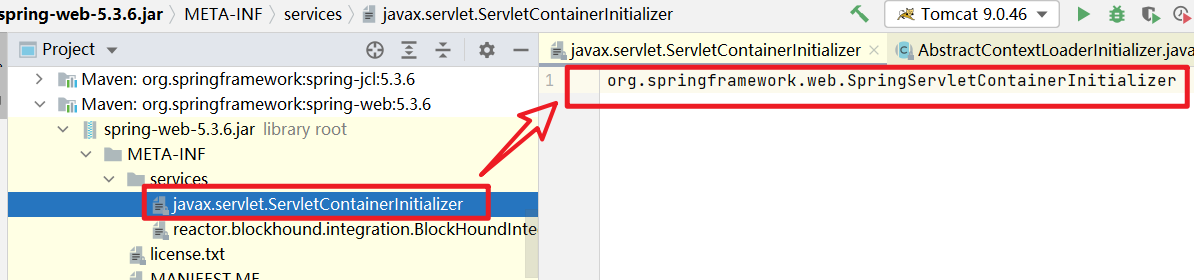 spring-web-5.3.6.jar META-INF services javax.servlet.ServletContainerInitializer Tomcat 9.0.46
Project
javax.servlet.ServletContainerInitializer AbstractContextLoaderInitializer.java
Maven: org.springframework:spring-jcl:5.3.6
1 org.springframework.web.SpringServletContainerInitializer
Maven: org.springframework:spring-web:5.3.6
spring-web-5.3.6.jar library root
META-INF
services
javax.servlet.ServletContainerInitializer
reactor.blockhound.integration.BlockHoundInte
license.txt
MANIFEST.MF